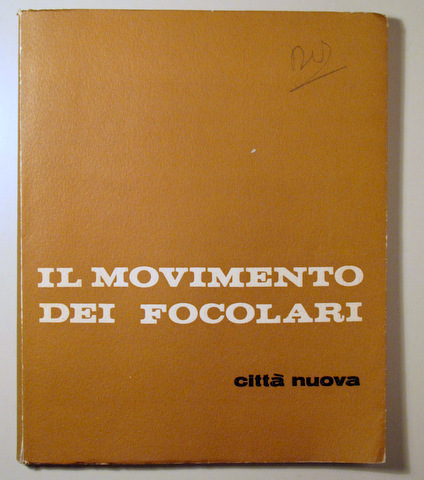 IL MOVIMENTO
DEI FOCOLARI
città nuova